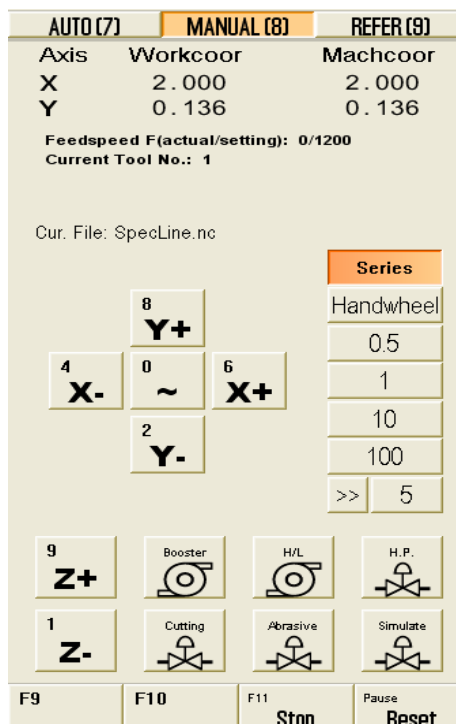 AUTO (7) MANUAL (8) REFER (9)
Axis Workcoor Machcoor
X 2.000 2.000
Y 0.136 0.136
Feedspeed F(actual/setting): 0/1200
Current Tool No.: 1
Cur. File: SpecLine.nc
Series
Handwheel
0.5
1
10
100
>> 5
8
Y+
4
X-
0
~
6
X+
2
Y-
9
Z+
Booster
H/L
H.P.
1
Z-
Cutting
Abrasive
Simulate
F9
F10
F11
Stop
Pause
Reset